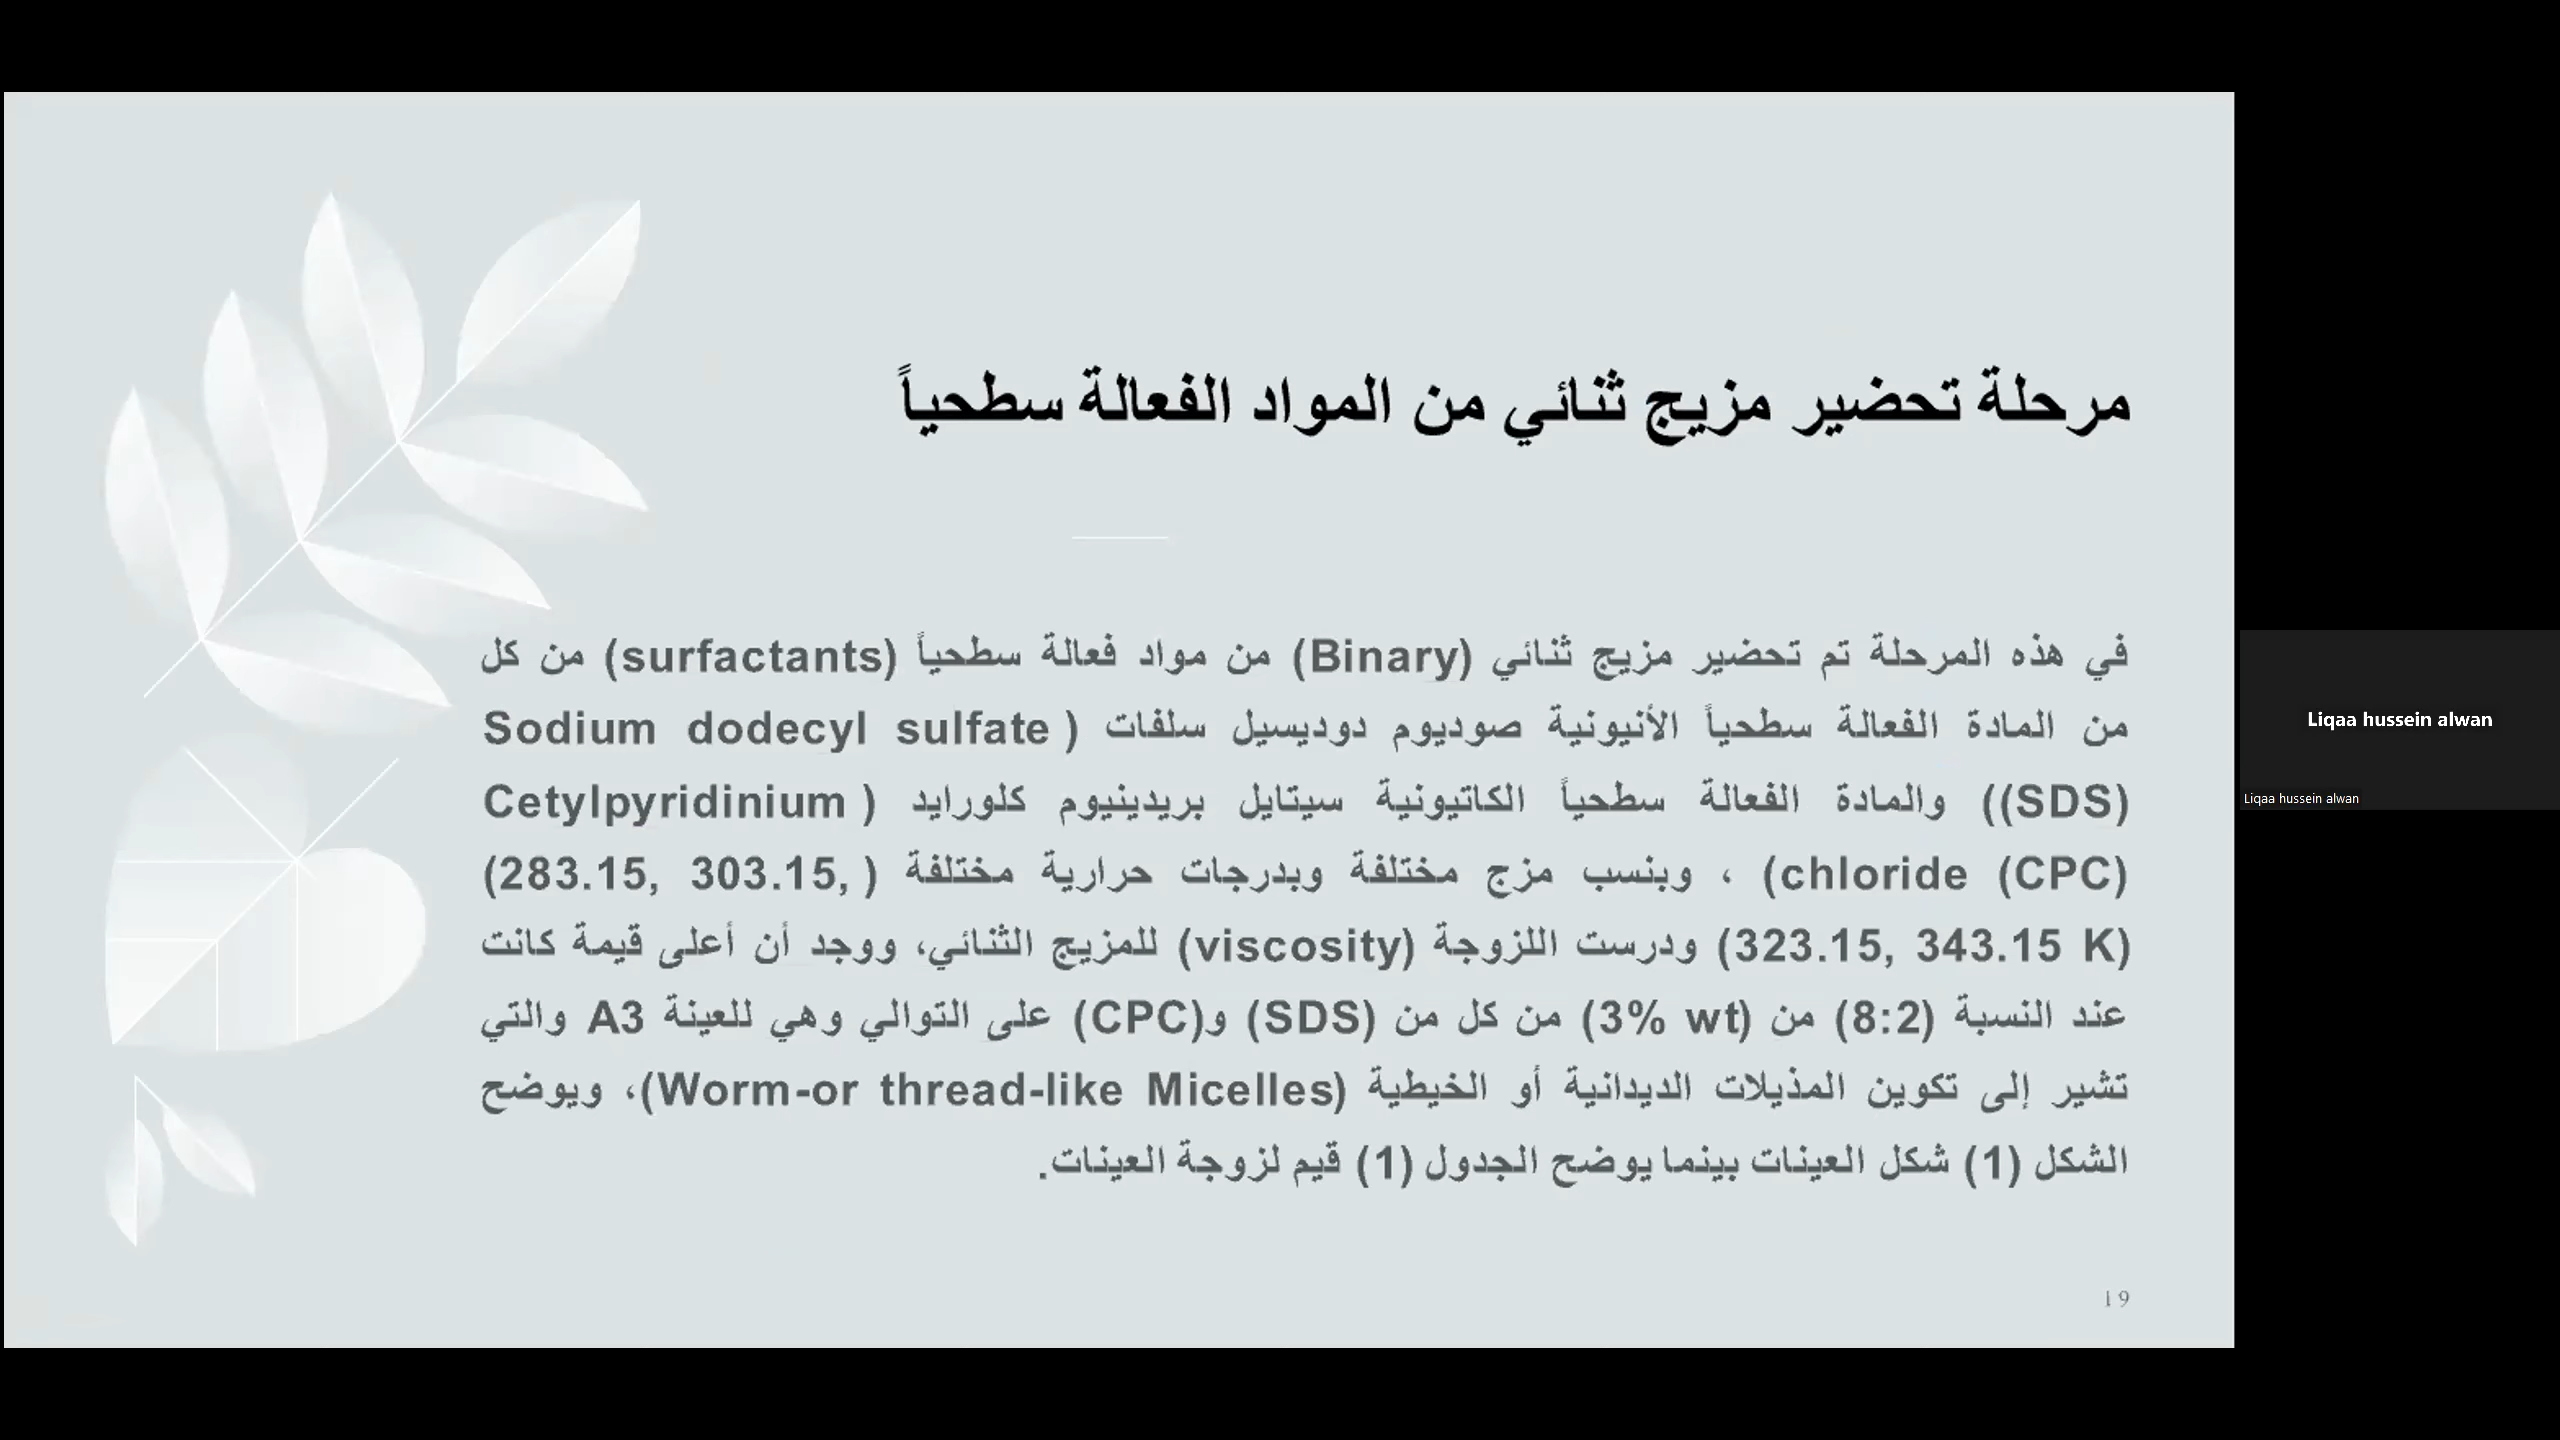 مرحلة تحضير مزيج ثنائي من المواد الفعالة سطحياً
في هذه المرحلة تم تحضير مزيج ثنائي (Binary) من مواد فعالة سطحياً (surfactants) من كل
من المادة الفعالة سطحياً الأنيونية صوديوم دوديسيل سلفات ( Sodium dodecyl sulfate
(SDS)) والمادة الفعالة سطحياً الكاتيونية سيتايل بريدينيوم كلورايد ( Cetylpyridinium
chloride (CPC)) ، وبنسب مزج مختلفة وبدرجات حرارية مختلفة ( 283.15, 303.15,)
(323.15, 343.15 K) ودرست اللزوجة (viscosity) للمزيج الثنائي، ووجد أن أعلى قيمة كانت
عند النسبة (8:2) من (3% wt) من كل من (SDS) و(CPC) على التوالي وهي للعينة A3 والتي
تشير إلى تكوين المذيلات الديدانية أو الخيطية (Worm-or thread-like Micelles)، ويوضح
الشكل (1) شكل العينات بينما يوضح الجدول (1) قيم لزوجة العينات.
19
Liqaa hussein alwan
Liqaa hussein alwan